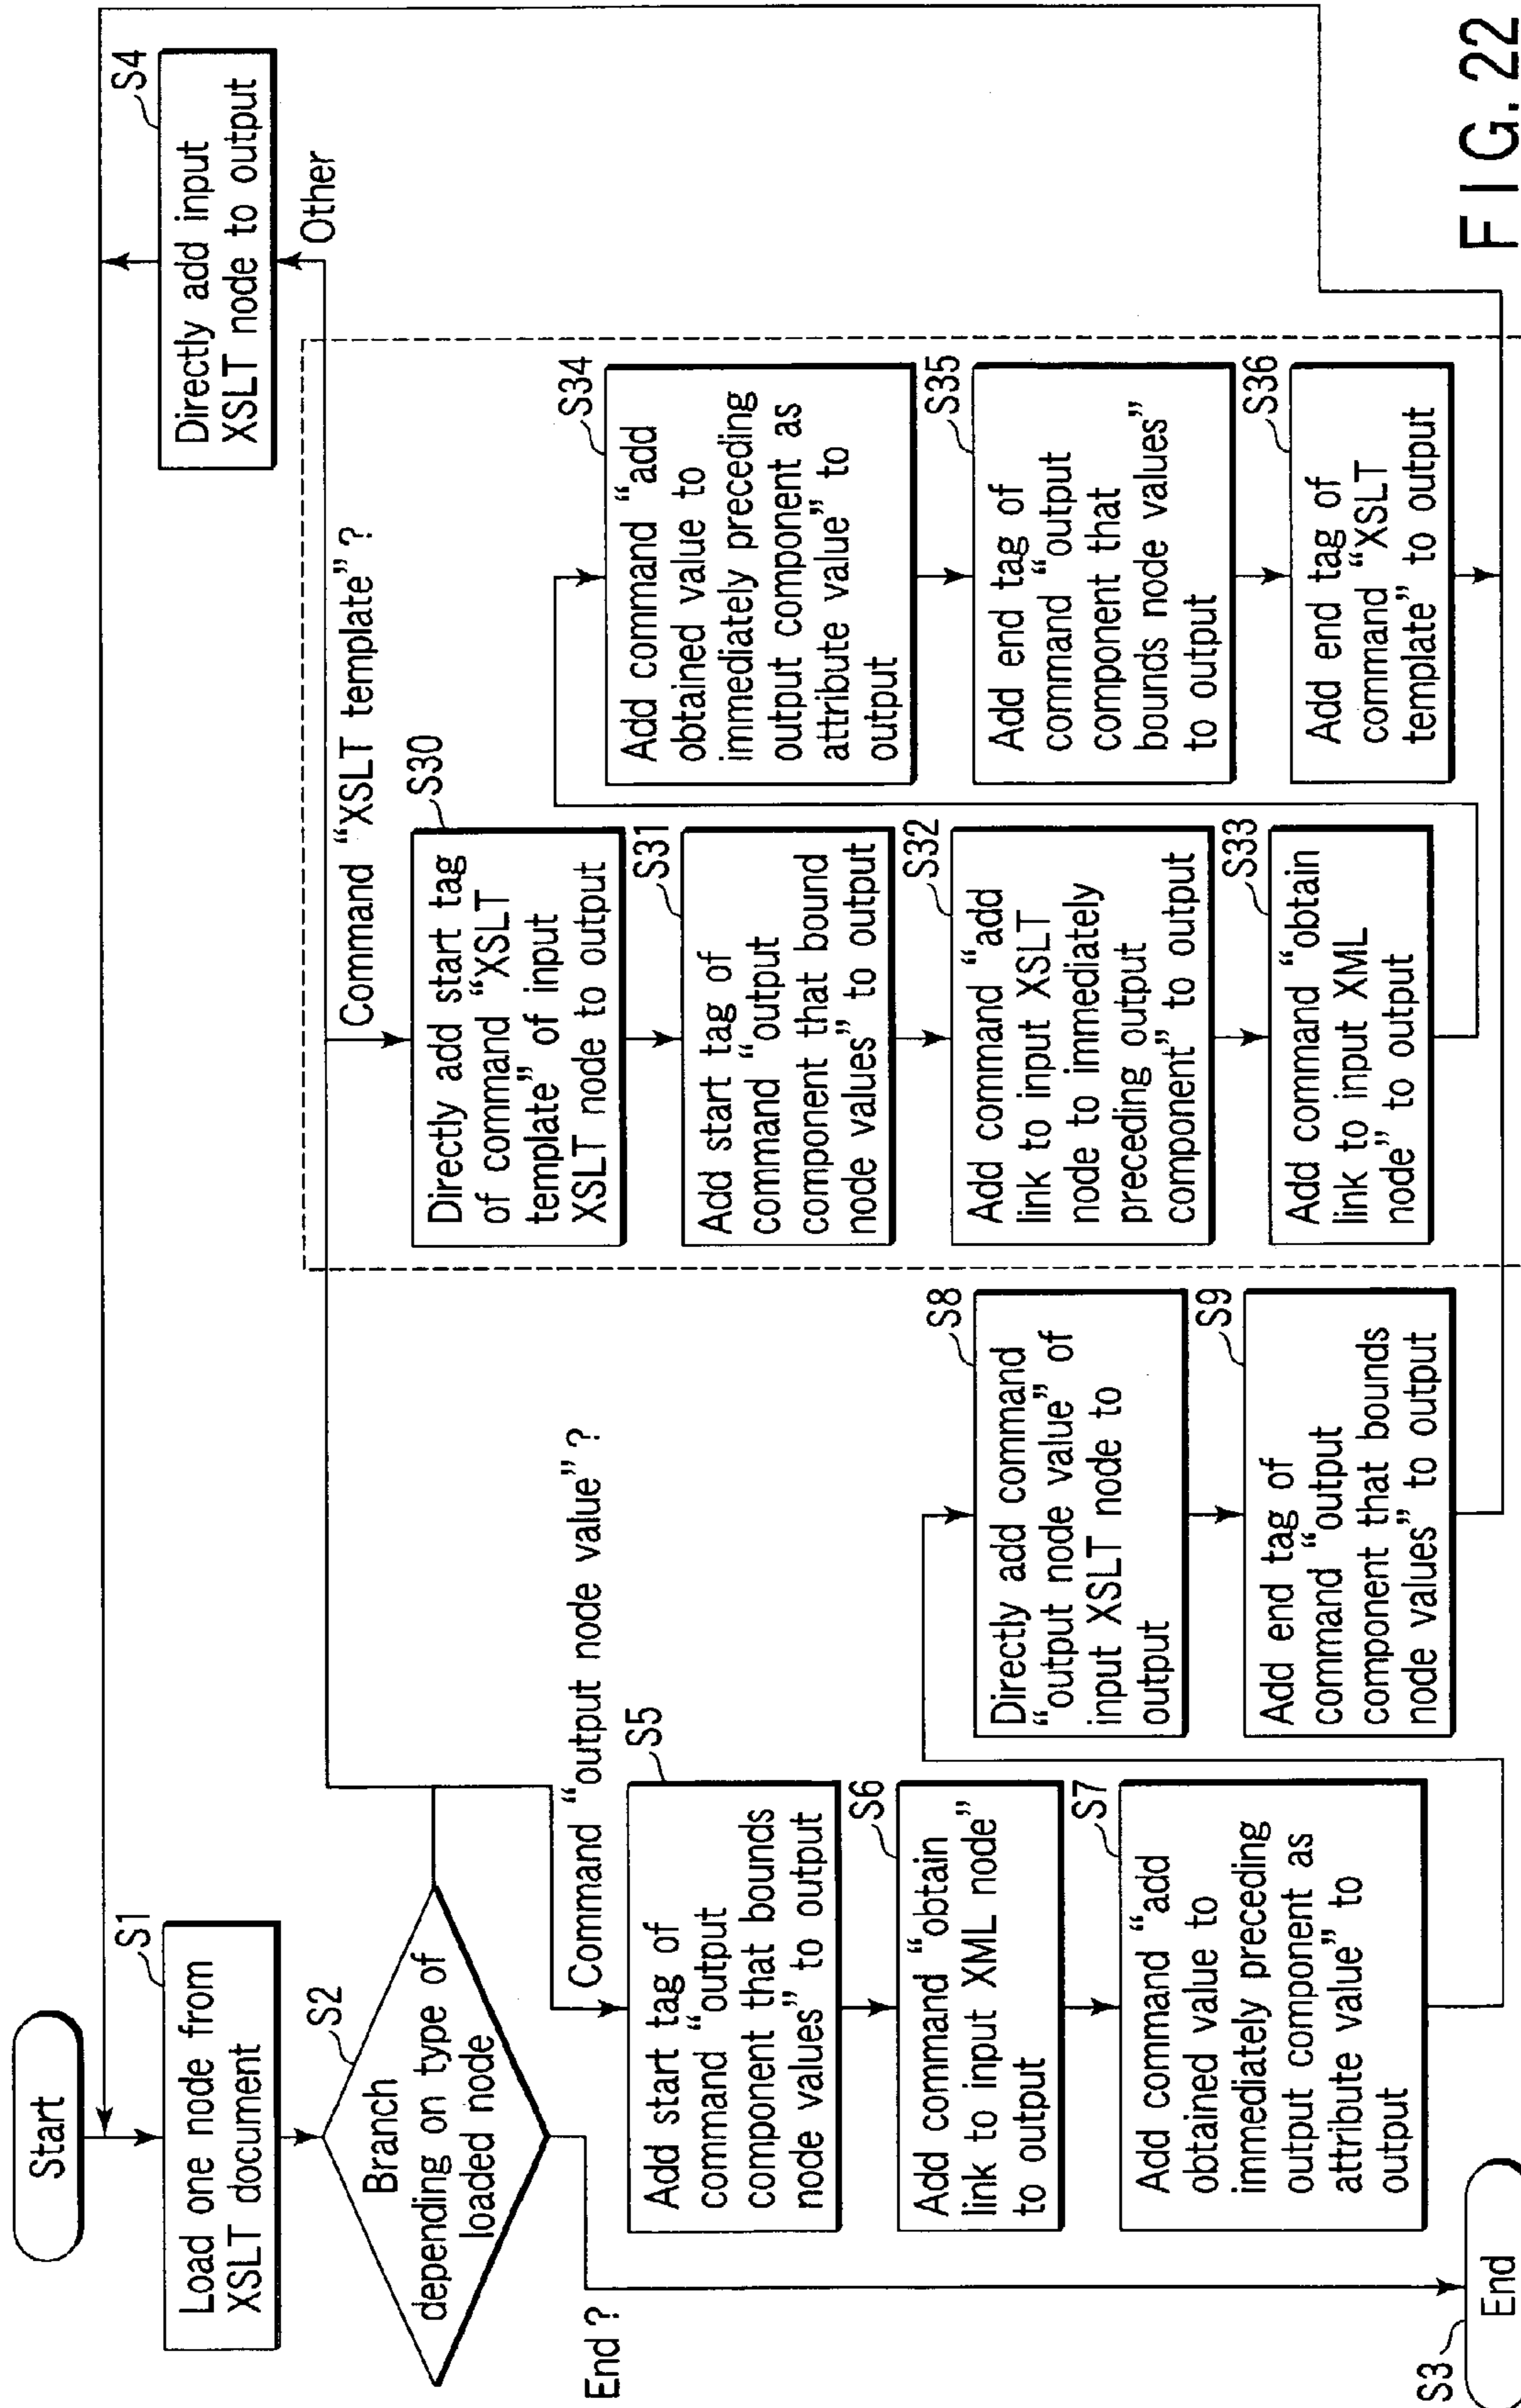 Start
S1
Load one node from
XSLT document
S2
Branch
depending on type of
loaded node
End?
S3
End
Command “output node value”?
S5
Add start tag of
command “output
component that bounds
node values” to output
S6
Add command “obtain
link to input XML node”
to output
S7
Add command “add
obtained value to
immediately preceding
output component as
attribute value” to
output
S8
Directly add command
“output node value” of
input XSLT node to
output
S9
Add end tag of
command “output
component that bounds
node values” to output
Command “XSLT template”?
S30
Directly add start tag
of command “XSLT
template” of input
XSLT node to output
S31
Add start tag of
command “output
component that bound
node values” to output
S32
Add command “add
link to input XSLT
node to immediately
preceding output
component” to output
S33
Add command “obtain
link to input XML
node” to output
S34
Add command “add
obtained value to
immediately preceding
output component as
attribute value” to
output
S35
Add end tag of
command “output
component that
bounds node values”
to output
S36
Add end tag of
command “XSLT
template” to output
Other
S4
Directly add input
XSLT node to output
FIG. 22